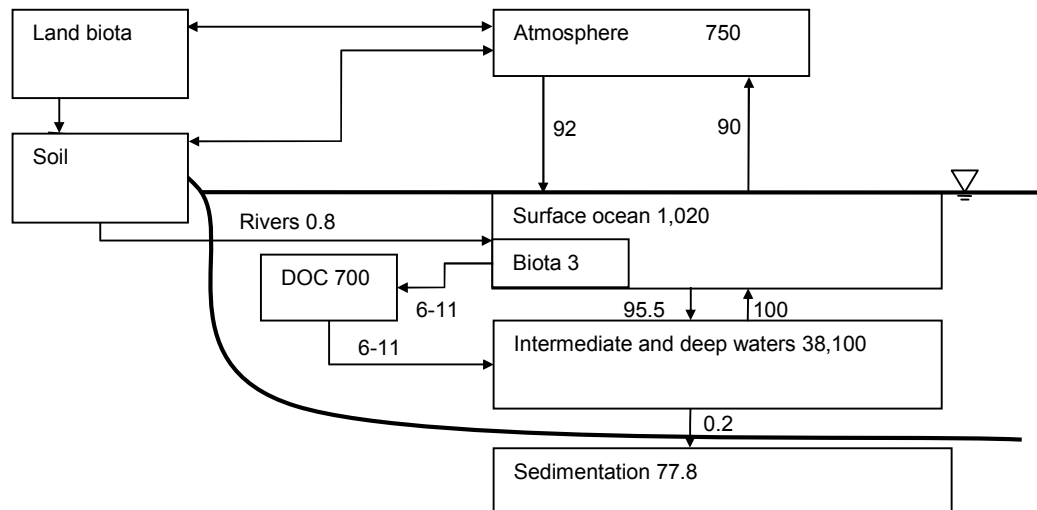 Land biota
Atmosphere 750
92
90
Soil
Surface ocean 1,020
Rivers 0.8
Biota 3
DOC 700
6-11
95.5
100
6-11
Intermediate and deep waters 38,100
0.2
Sedimentation 77.8